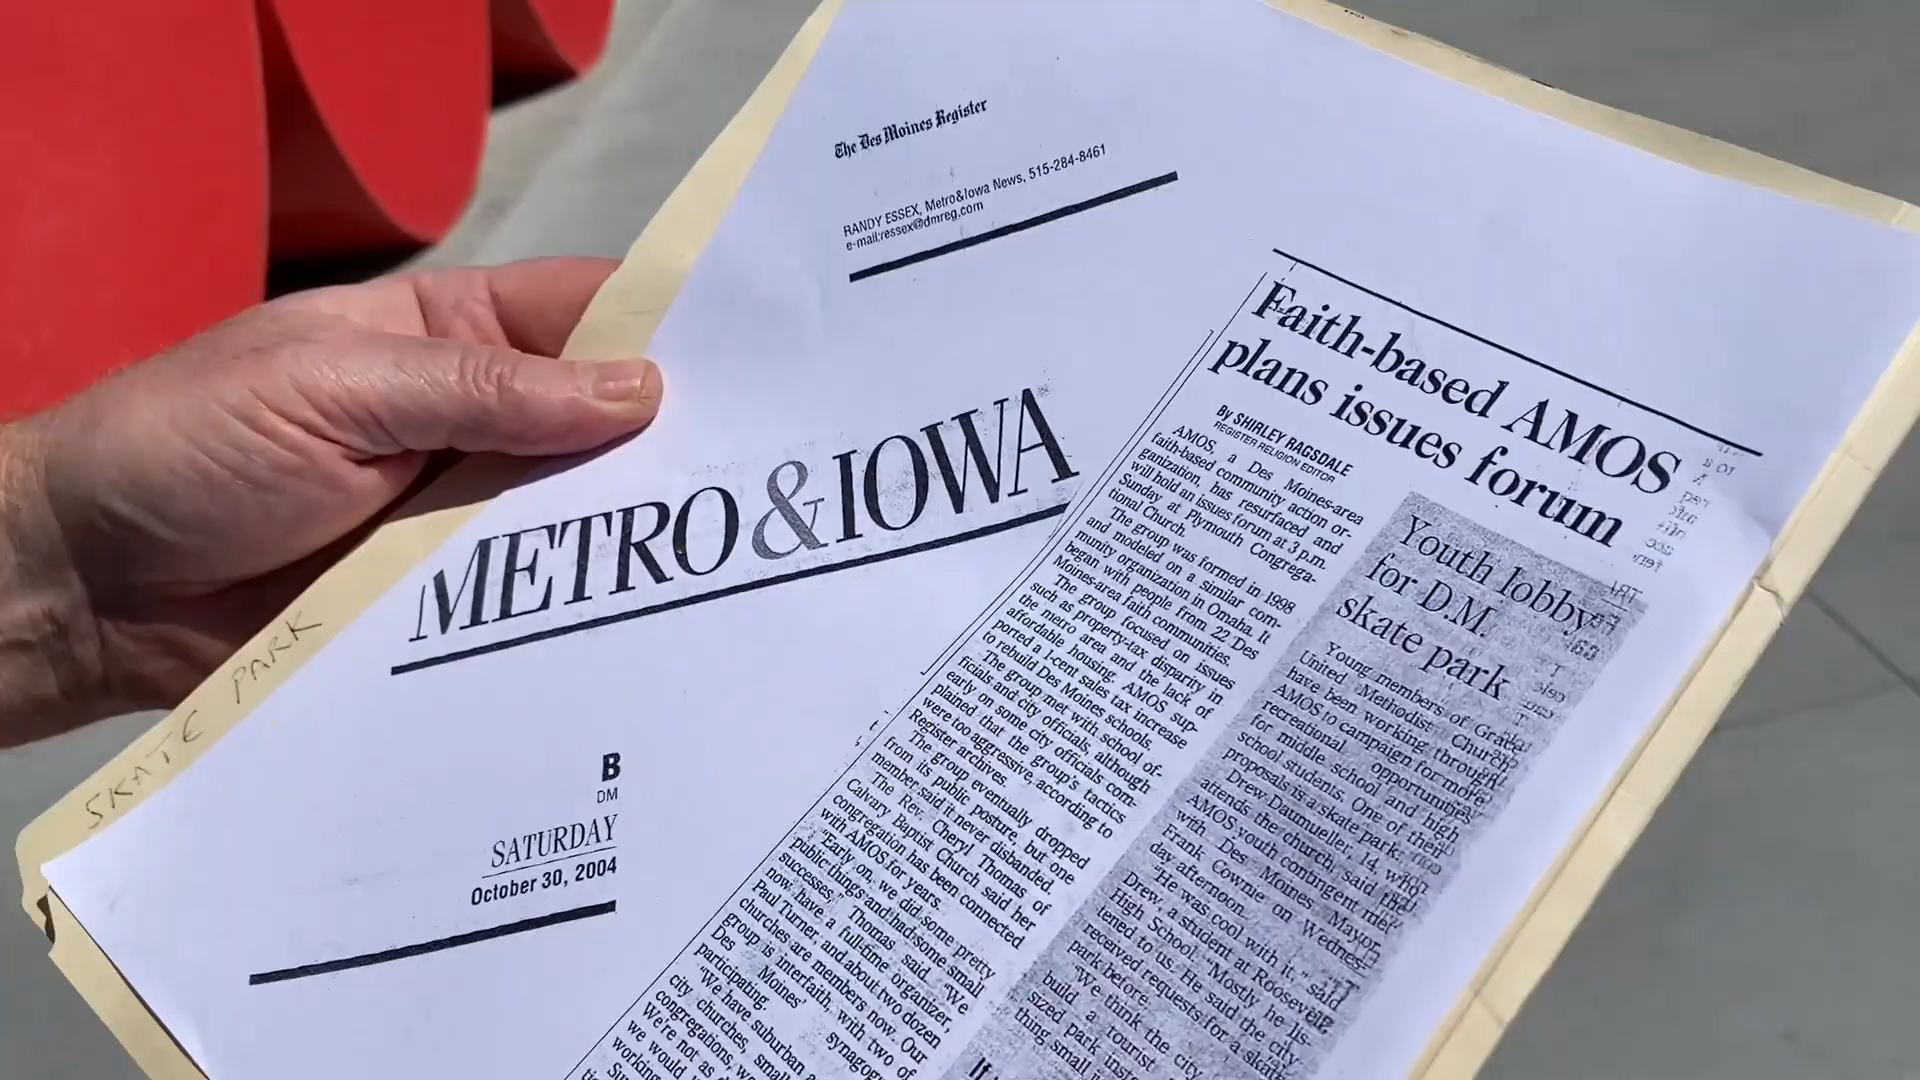 The Des Moines Register
RANDY ESSEX, Metro&Iowa News, 515-284-8461
e-mail:ressex@dmreg.com
METRO & IOWA
B
DM
SATURDAY
October 30, 2004
SKATE PARK
Faith-based AMOS
plans issues forum
By SHIRLEY RAGSDALE
REGISTER RELIGION EDITOR
AMOS, a Des Moines-area
faith-based community action or-
ganization, has resurfaced and
will hold an issues forum at 3 p.m.
Sunday at Plymouth Congrega-
tional Church.
The group was formed in 1998
and modeled on a similar com-
munity organization in Omaha. It
began with people from 22 Des
Moines-area faith communities.
The group focused on issues
such as property-tax disparity in
the metro area and the lack of
affordable housing. AMOS sup-
ported a 1-cent sales tax increase
to rebuild Des Moines schools.
The group met with school of-
ficials and city officials, although
early on some city officials com-
plained that the group's tactics
were too aggressive, according to
Register archives.
The group eventually dropped
from its public posture, but one
member said it never disbanded.
The Rev. Cheryl Thomas of
Calvary Baptist Church said her
congregation has been connected
with AMOS for years.
"Early on, we did some pretty
public things and had some small
successes," Thomas said. "We
now have a full-time organizer,
Paul Turner, and about two dozen
churches are members now. Our
group is interfaith, with two of
Des Moines' synagog
participating.
"We have suburban a
city churches, small
congregations, we
We're not as d
we would
working
Youth lobby
for D.M.
skate park
Young members of Grace
United Methodist Church
have been working through
AMOS to campaign for more
recreational opportunities
for middle school and high
school students. One of their
proposals is a skate park.
Drew Daumueller, 14, who
attends the church, said the
AMOS youth contingent met
with Des Moines Mayor
Frank Cownie on Wednes-
day afternoon.
"He was cool with it," said
Drew, a student at Roosevelt
High School. "Mostly, he lis-
tened to us. He said the city
received requests for a skate
park before.
"We think the city
build a tourist
sized park inst
thing small